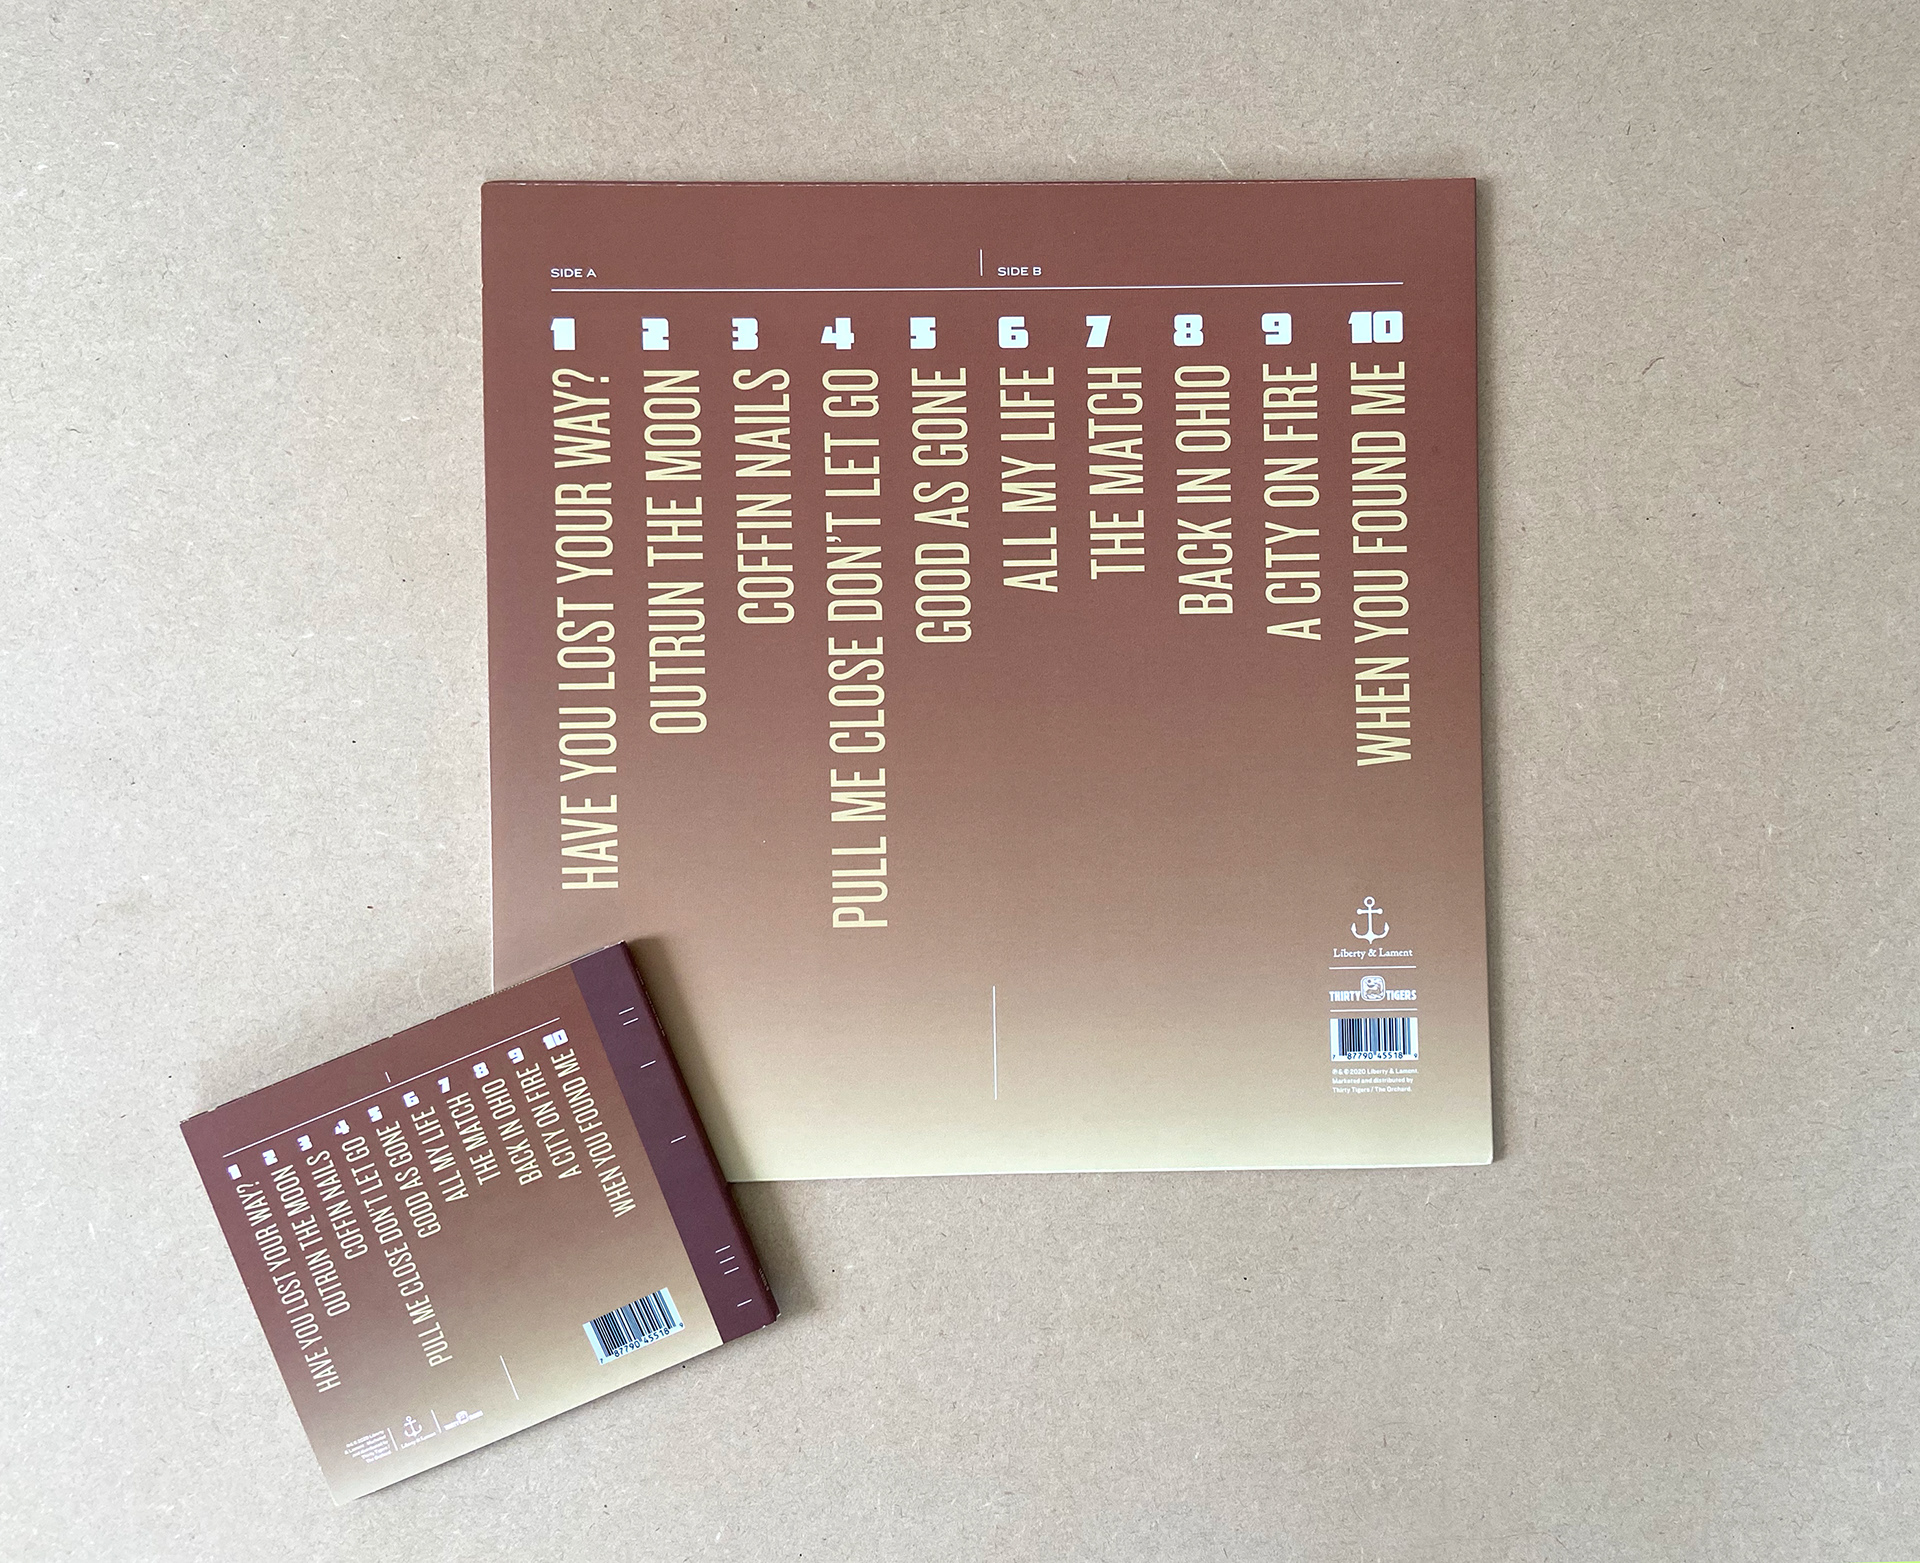 SIDE A
SIDE B
1
HAVE YOU LOST YOUR WAY?
2
OUTRUN THE MOON
3
COFFIN NAILS
4
PULL ME CLOSE DON'T LET GO
5
GOOD AS GONE
6
ALL MY LIFE
7
THE MATCH
8
BACK IN OHIO
9
A CITY ON FIRE
10
WHEN YOU FOUND ME
Liberty & Lament
THIRTY TIGERS
7 87790 45518 9
℗ & © 2020 Liberty & Lament
Marketed and distributed by
Thirty Tigers / The Orchard.
1
HAVE YOU LOST YOUR WAY?
2
OUTRUN THE MOON
3
COFFIN NAILS
4
PULL ME CLOSE DON'T LET GO
5
GOOD AS GONE
6
ALL MY LIFE
7
THE MATCH
8
BACK IN OHIO
9
A CITY ON FIRE
10
WHEN YOU FOUND ME
7 87790 45518 9
Liberty & Lament
THIRTY TIGERS